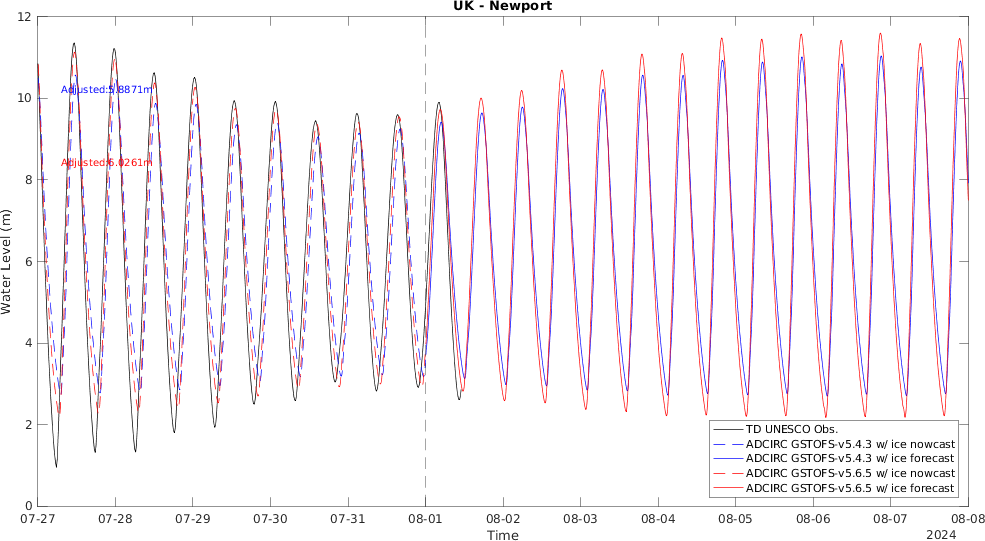 UK - Newport
12
10
8
6
4
2
0
Water Level (m)
Adjusted:5.8871m
Adjusted:6.0261m
TD UNESCO Obs.
ADCIRC GSTOFS-v5.4.3 w/ ice nowcast
ADCIRC GSTOFS-v5.4.3 w/ ice forecast
ADCIRC GSTOFS-v5.6.5 w/ ice nowcast
ADCIRC GSTOFS-v5.6.5 w/ ice forecast
07-27 07-28 07-29 07-30 07-31 08-01 08-02 08-03 08-04 08-05 08-06 08-07 08-08
Time
2024